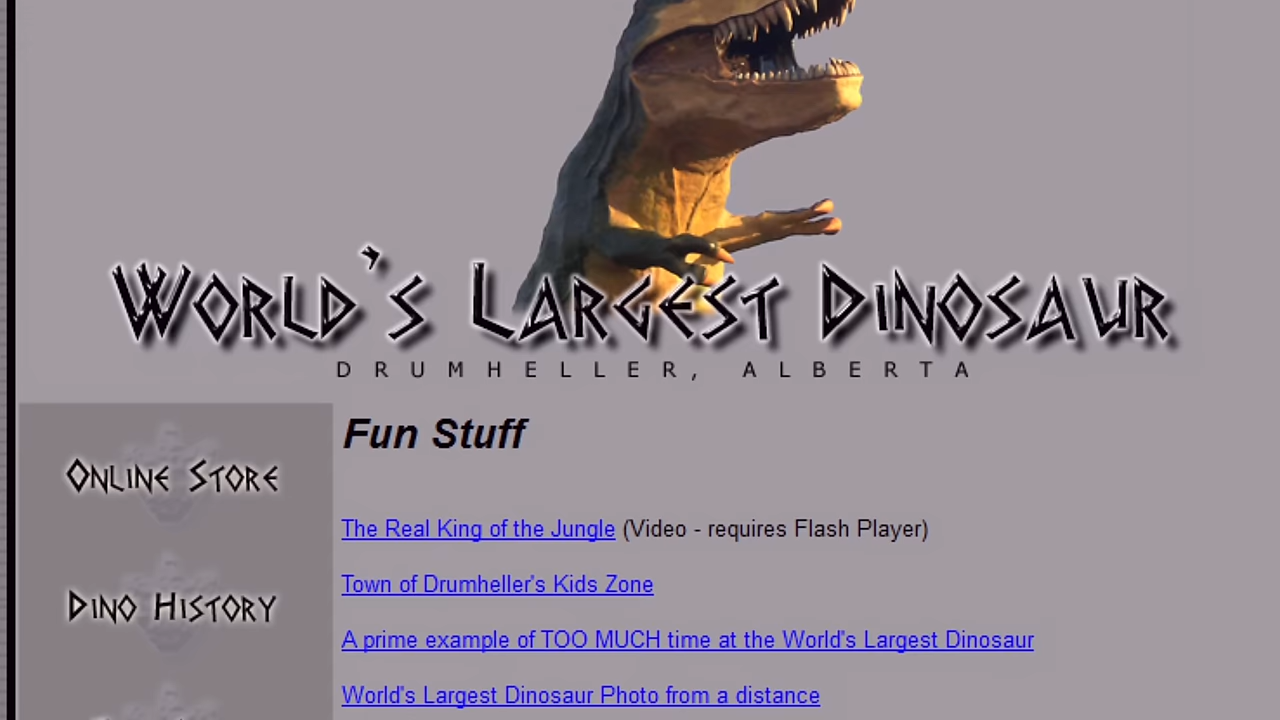 World's Largest Dinosaur
DRUMHELLER, ALBERTA
Fun Stuff
Online Store
The Real King of the Jungle (Video - requires Flash Player)
Town of Drumheller's Kids Zone
Dino History
A prime example of TOO MUCH time at the World's Largest Dinosaur
World's Largest Dinosaur Photo from a distance